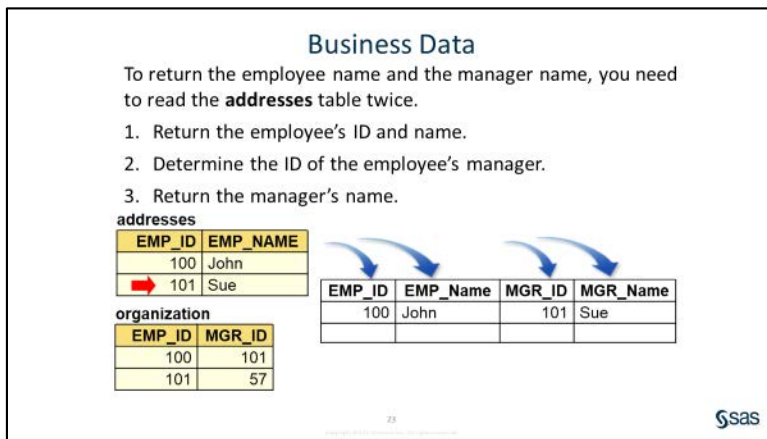 Business Data
To return the employee name and the manager name, you need
to read the addresses table twice.
1. Return the employee's ID and name.
2. Determine the ID of the employee's manager.
3. Return the manager's name.
addresses
EMP_ID EMP_NAME
100 John
101 Sue
EMP_ID EMP_Name MGR_ID MGR_Name
100 John 101 Sue
organization
EMP_ID MGR_ID
100 101
101 57
23
sas